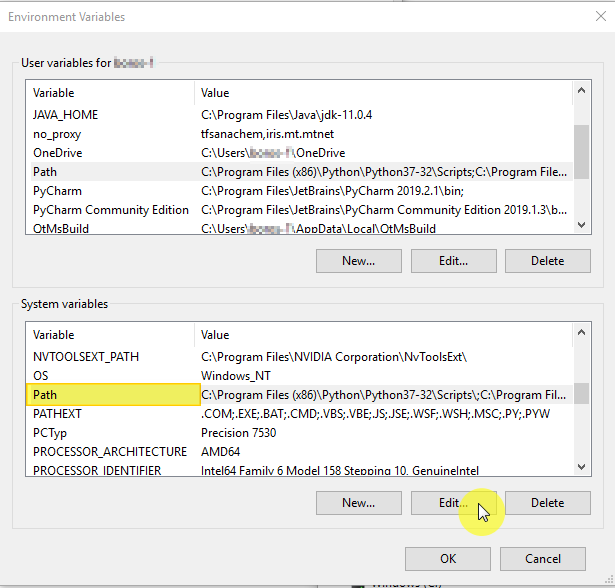 Environment Variables
User variables for
Variable Value
JAVA_HOME C:\Program Files\Java\jdk-11.0.4
no_proxy tfsanachem,iris.mt.mtnet
OneDrive C:\Users\ \OneDrive
Path C:\Program Files (x86)\Python\Python37-32\Scripts;C:\Program File...
PyCharm C:\Program Files\JetBrains\PyCharm 2019.2.1\bin;
PyCharm Community Edition C:\Program Files\JetBrains\PyCharm Community Edition 2019.1.3\b...
QtMsBuild C:\Users\ \AppData\Local\QtMsBuild
New... Edit... Delete
System variables
Variable Value
NVTOOLSEXT_PATH C:\Program Files\NVIDIA Corporation\NvToolsExt\
OS Windows_NT
Path C:\Program Files (x86)\Python\Python37-32\Scripts\;C:\Program Fil...
PATHEXT .COM;.EXE;.BAT;.CMD;.VBS;.VBE;.JS;.JSE;.WSF;.WSH;.MSC;.PY;.PYW
PCTyp Precision 7530
PROCESSOR_ARCHITECTURE AMD64
PROCESSOR_IDENTIFIER Intel64 Family 6 Model 158 Stepping 10, GenuineIntel
New... Edit... Delete
OK Cancel